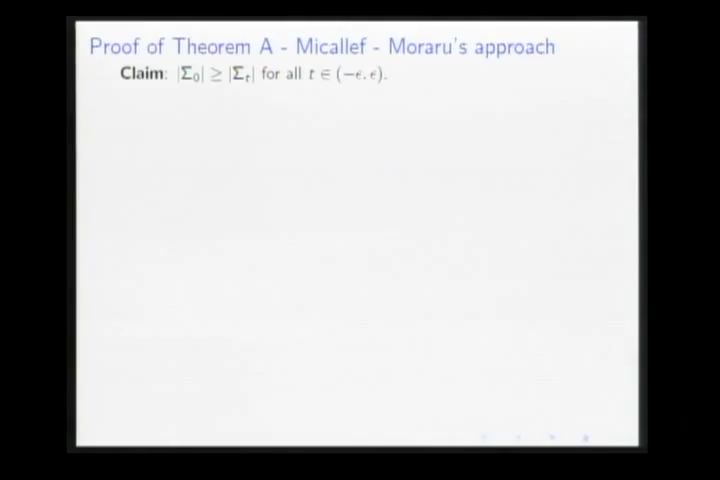 Proof of Theorem A - Micallef - Moraru's approach
Claim: |Σ₀| ≥ |Σₜ| for all t ∈ (−ϵ, ϵ).